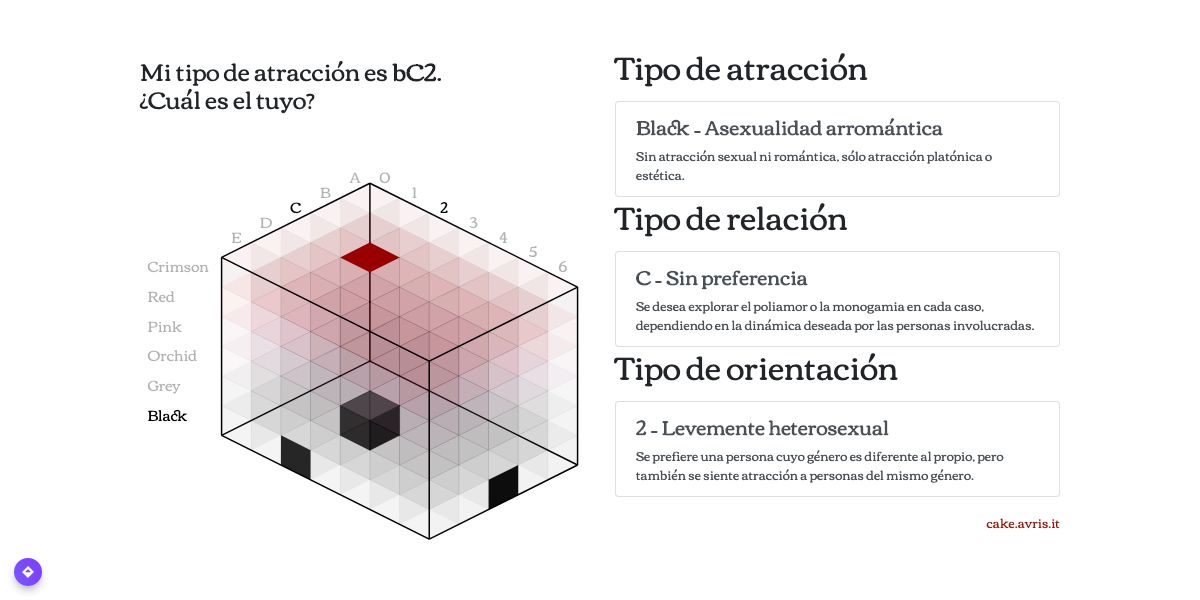 Mi tipo de atracción es bC2.
¿Cuál es el tuyo?
A
B
C
D
E
0
1
2
3
4
5
6
Crimson
Red
Pink
Orchid
Grey
Black
Tipo de atracción
Black - Asexualidad arromántica
Sin atracción sexual ni romántica, sólo atracción platónica o
estética.
Tipo de relación
C - Sin preferencia
Se desea explorar el poliamor o la monogamia en cada caso,
dependiendo en la dinámica deseada por las personas involucradas.
Tipo de orientación
2 - Levemente heterosexual
Se prefiere una persona cuyo género es diferente al propio, pero
también se siente atracción a personas del mismo género.
cake.avris.it